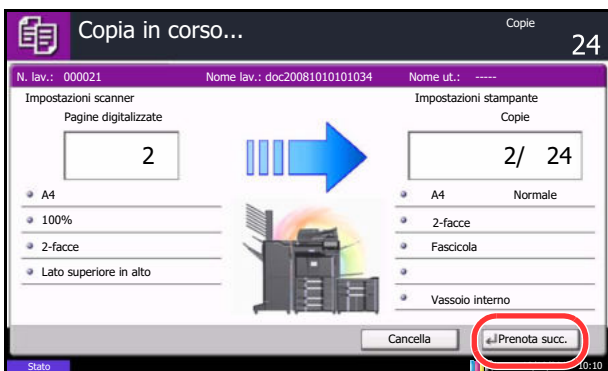 Copia in corso...
Copie
24
N. lav.: 000021 Nome lav.: doc20081010101034 Nome ut.: -----
Impostazioni scanner
Pagine digitalizzate
2
A4
100%
2-facce
Lato superiore in alto
Impostazioni stampante
Copie
2/ 24
A4 Normale
2-facce
Fascicola
Vassoio interno
Cancella
Prenota succ.
Stato
10:10